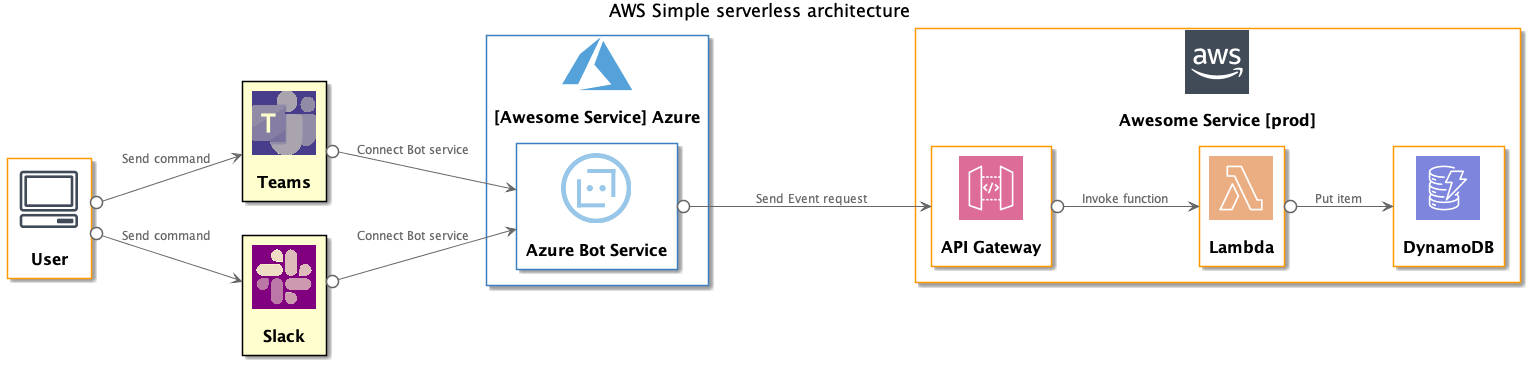 AWS Simple serverless architecture
aws
[Awesome Service] Azure
Awesome Service [prod]
Send command
T
Teams
Connect Bot service
User
Send command
Slack
Connect Bot service
Azure Bot Service
Send Event request
API Gateway
Invoke function
Lambda
Put item
DynamoDB